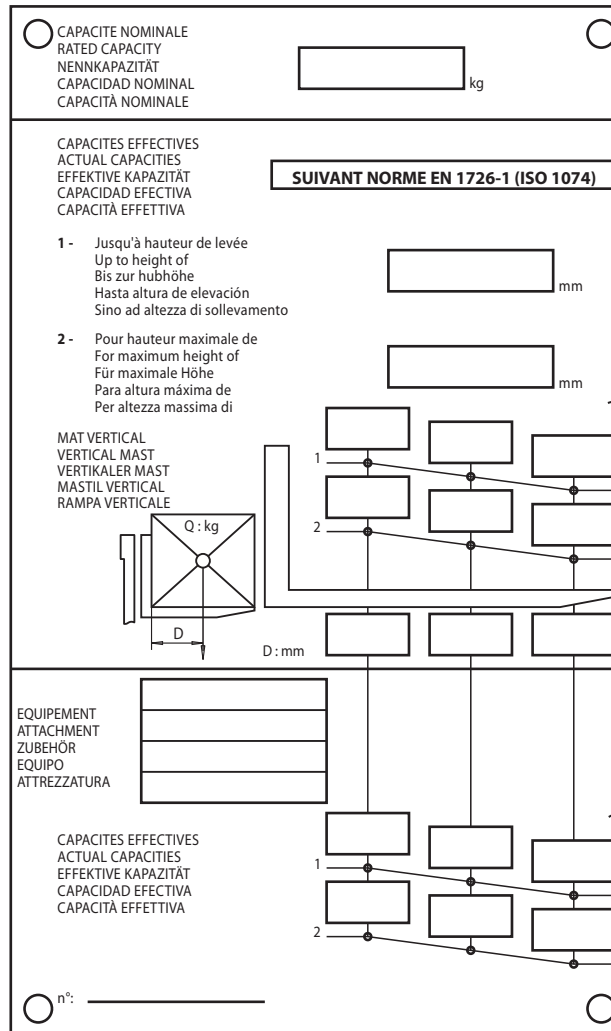 CAPACITE NOMINALE
RATED CAPACITY
NENNKAPAZITÄT
CAPACIDAD NOMINAL
CAPACITÀ NOMINALE
kg
CAPACITES EFFECTIVES
ACTUAL CAPACITIES
EFFEKTIVE KAPAZITÄT
CAPACIDAD EFECTIVA
CAPACITÀ EFFETTIVA
SUIVANT NORME EN 1726-1 (ISO 1074)
1 - Jusqu'à hauteur de levée
Up to height of
Bis zur hubhöhe
Hasta altura de elevación
Sino ad altezza di sollevamento
mm
2 - Pour hauteur maximale de
For maximum height of
Für maximale Höhe
Para altura máxima de
Per altezza massima di
mm
MAT VERTICAL
VERTICAL MAST
VERTIKALER MAST
MASTIL VERTICAL
RAMPA VERTICALE
1
2
Q : kg
D
D : mm
EQUIPEMENT
ATTACHMENT
ZUBEHÖR
EQUIPO
ATTREZZATURA
CAPACITES EFFECTIVES
ACTUAL CAPACITIES
EFFEKTIVE KAPAZITÄT
CAPACIDAD EFECTIVA
CAPACITÀ EFFETTIVA
1
2
n°: